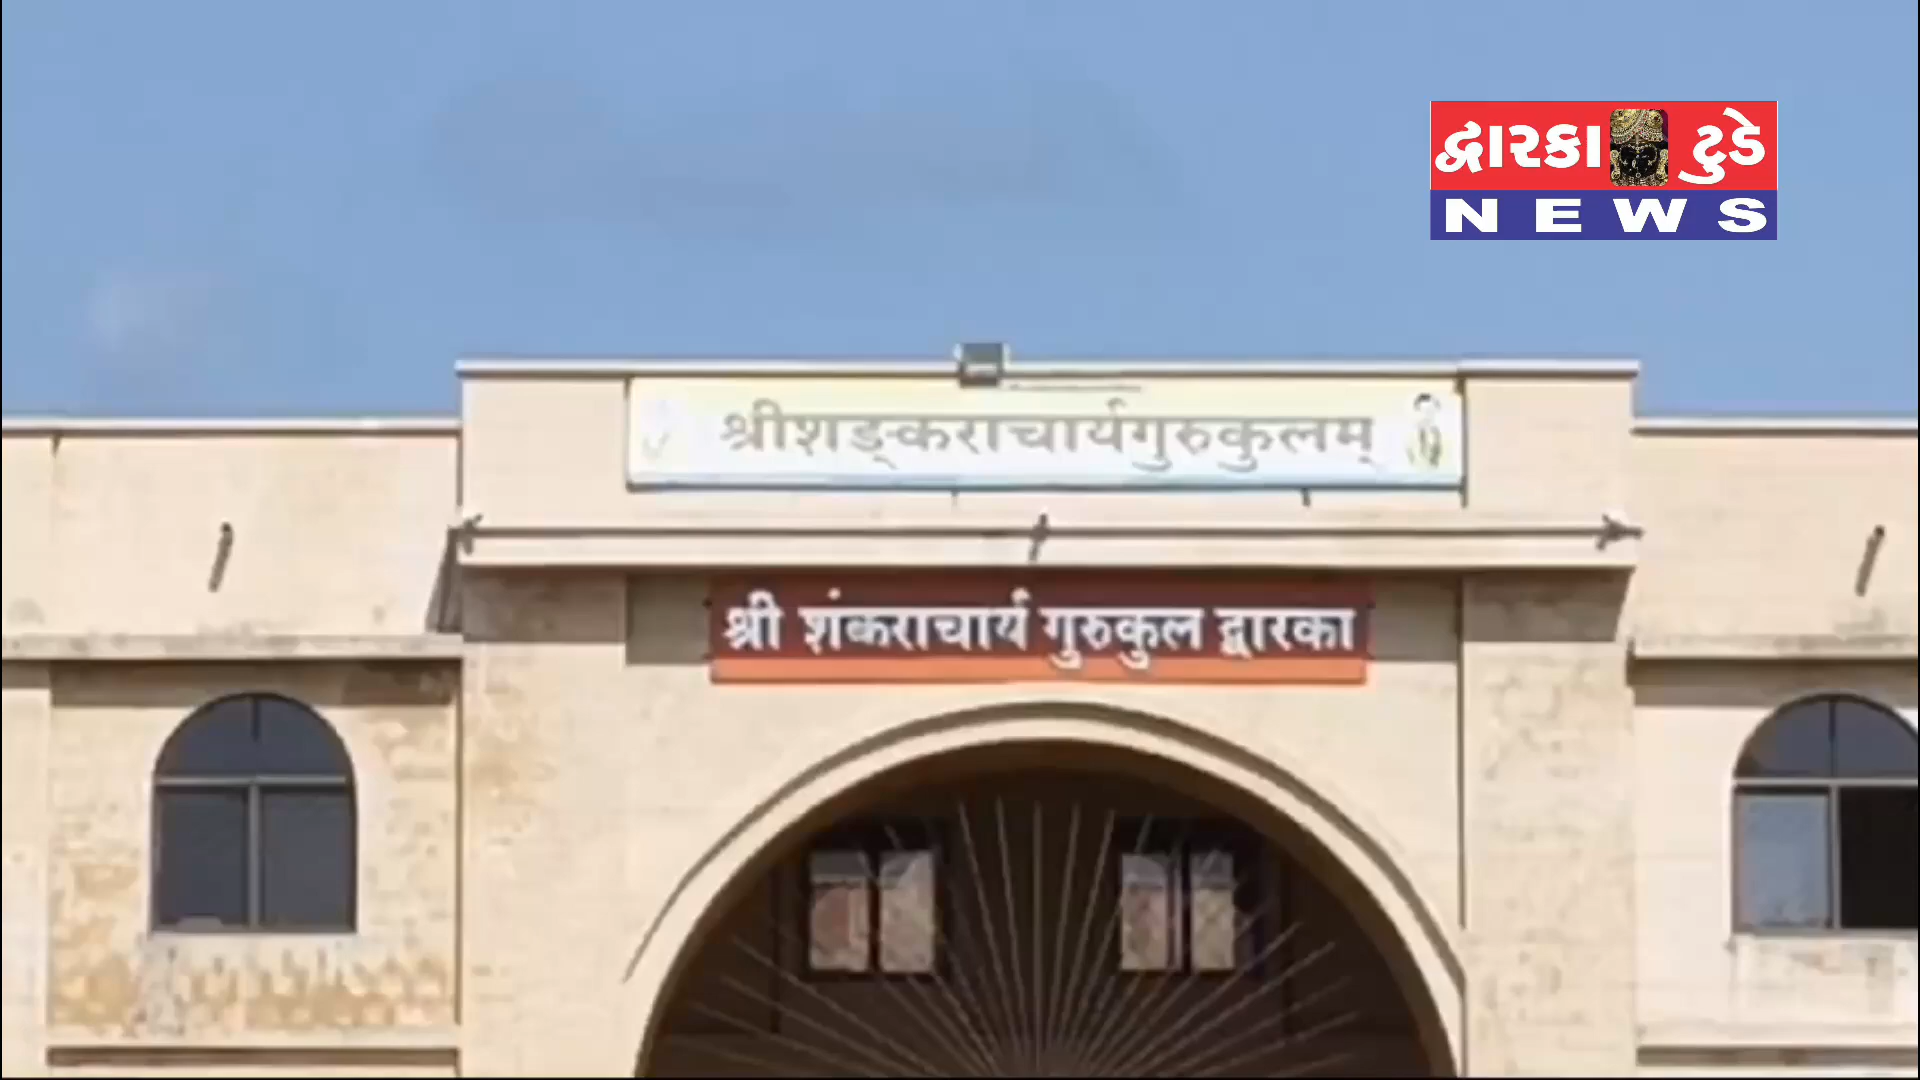 દ્વારકા ટુડે
NEWS
श्रीशङ्कराचार्यगुरुकुलम्
श्री शंकराचार्य गुरुकुल द्वारका